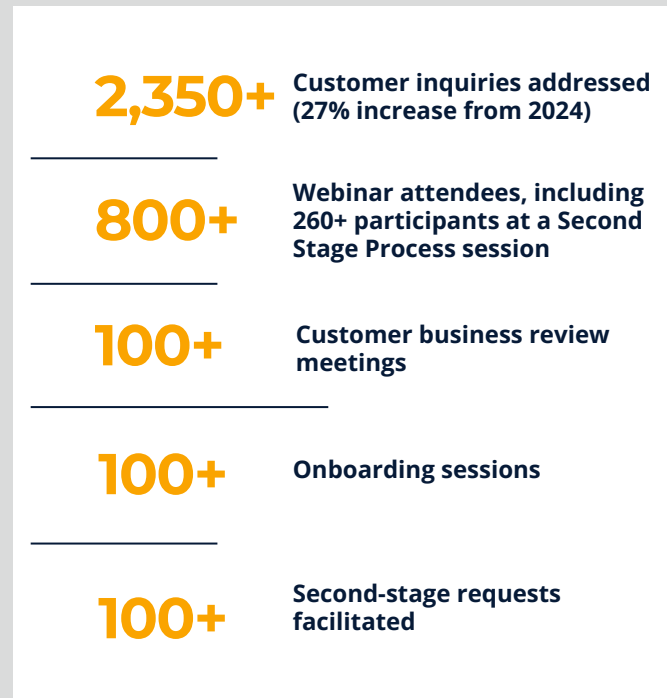 2,350+
Customer inquiries addressed
(27% increase from 2024)
800+
Webinar attendees, including
260+ participants at a Second
Stage Process session
100+
Customer business review
meetings
100+
Onboarding sessions
100+
Second-stage requests
facilitated